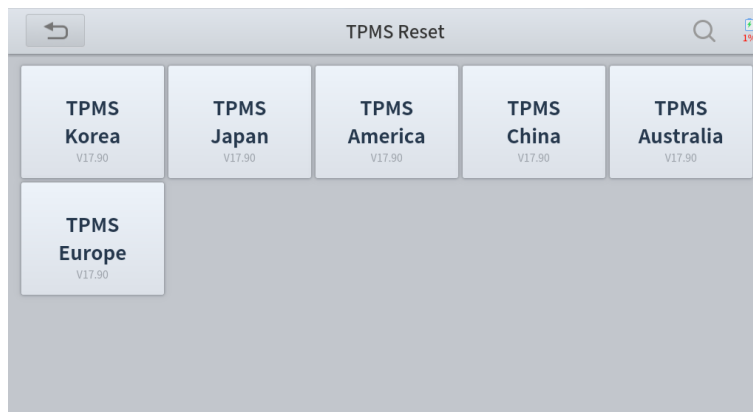 TPMS Reset
1%
TPMS
Korea
V17.90
TPMS
Japan
V17.90
TPMS
America
V17.90
TPMS
China
V17.90
TPMS
Australia
V17.90
TPMS
Europe
V17.90